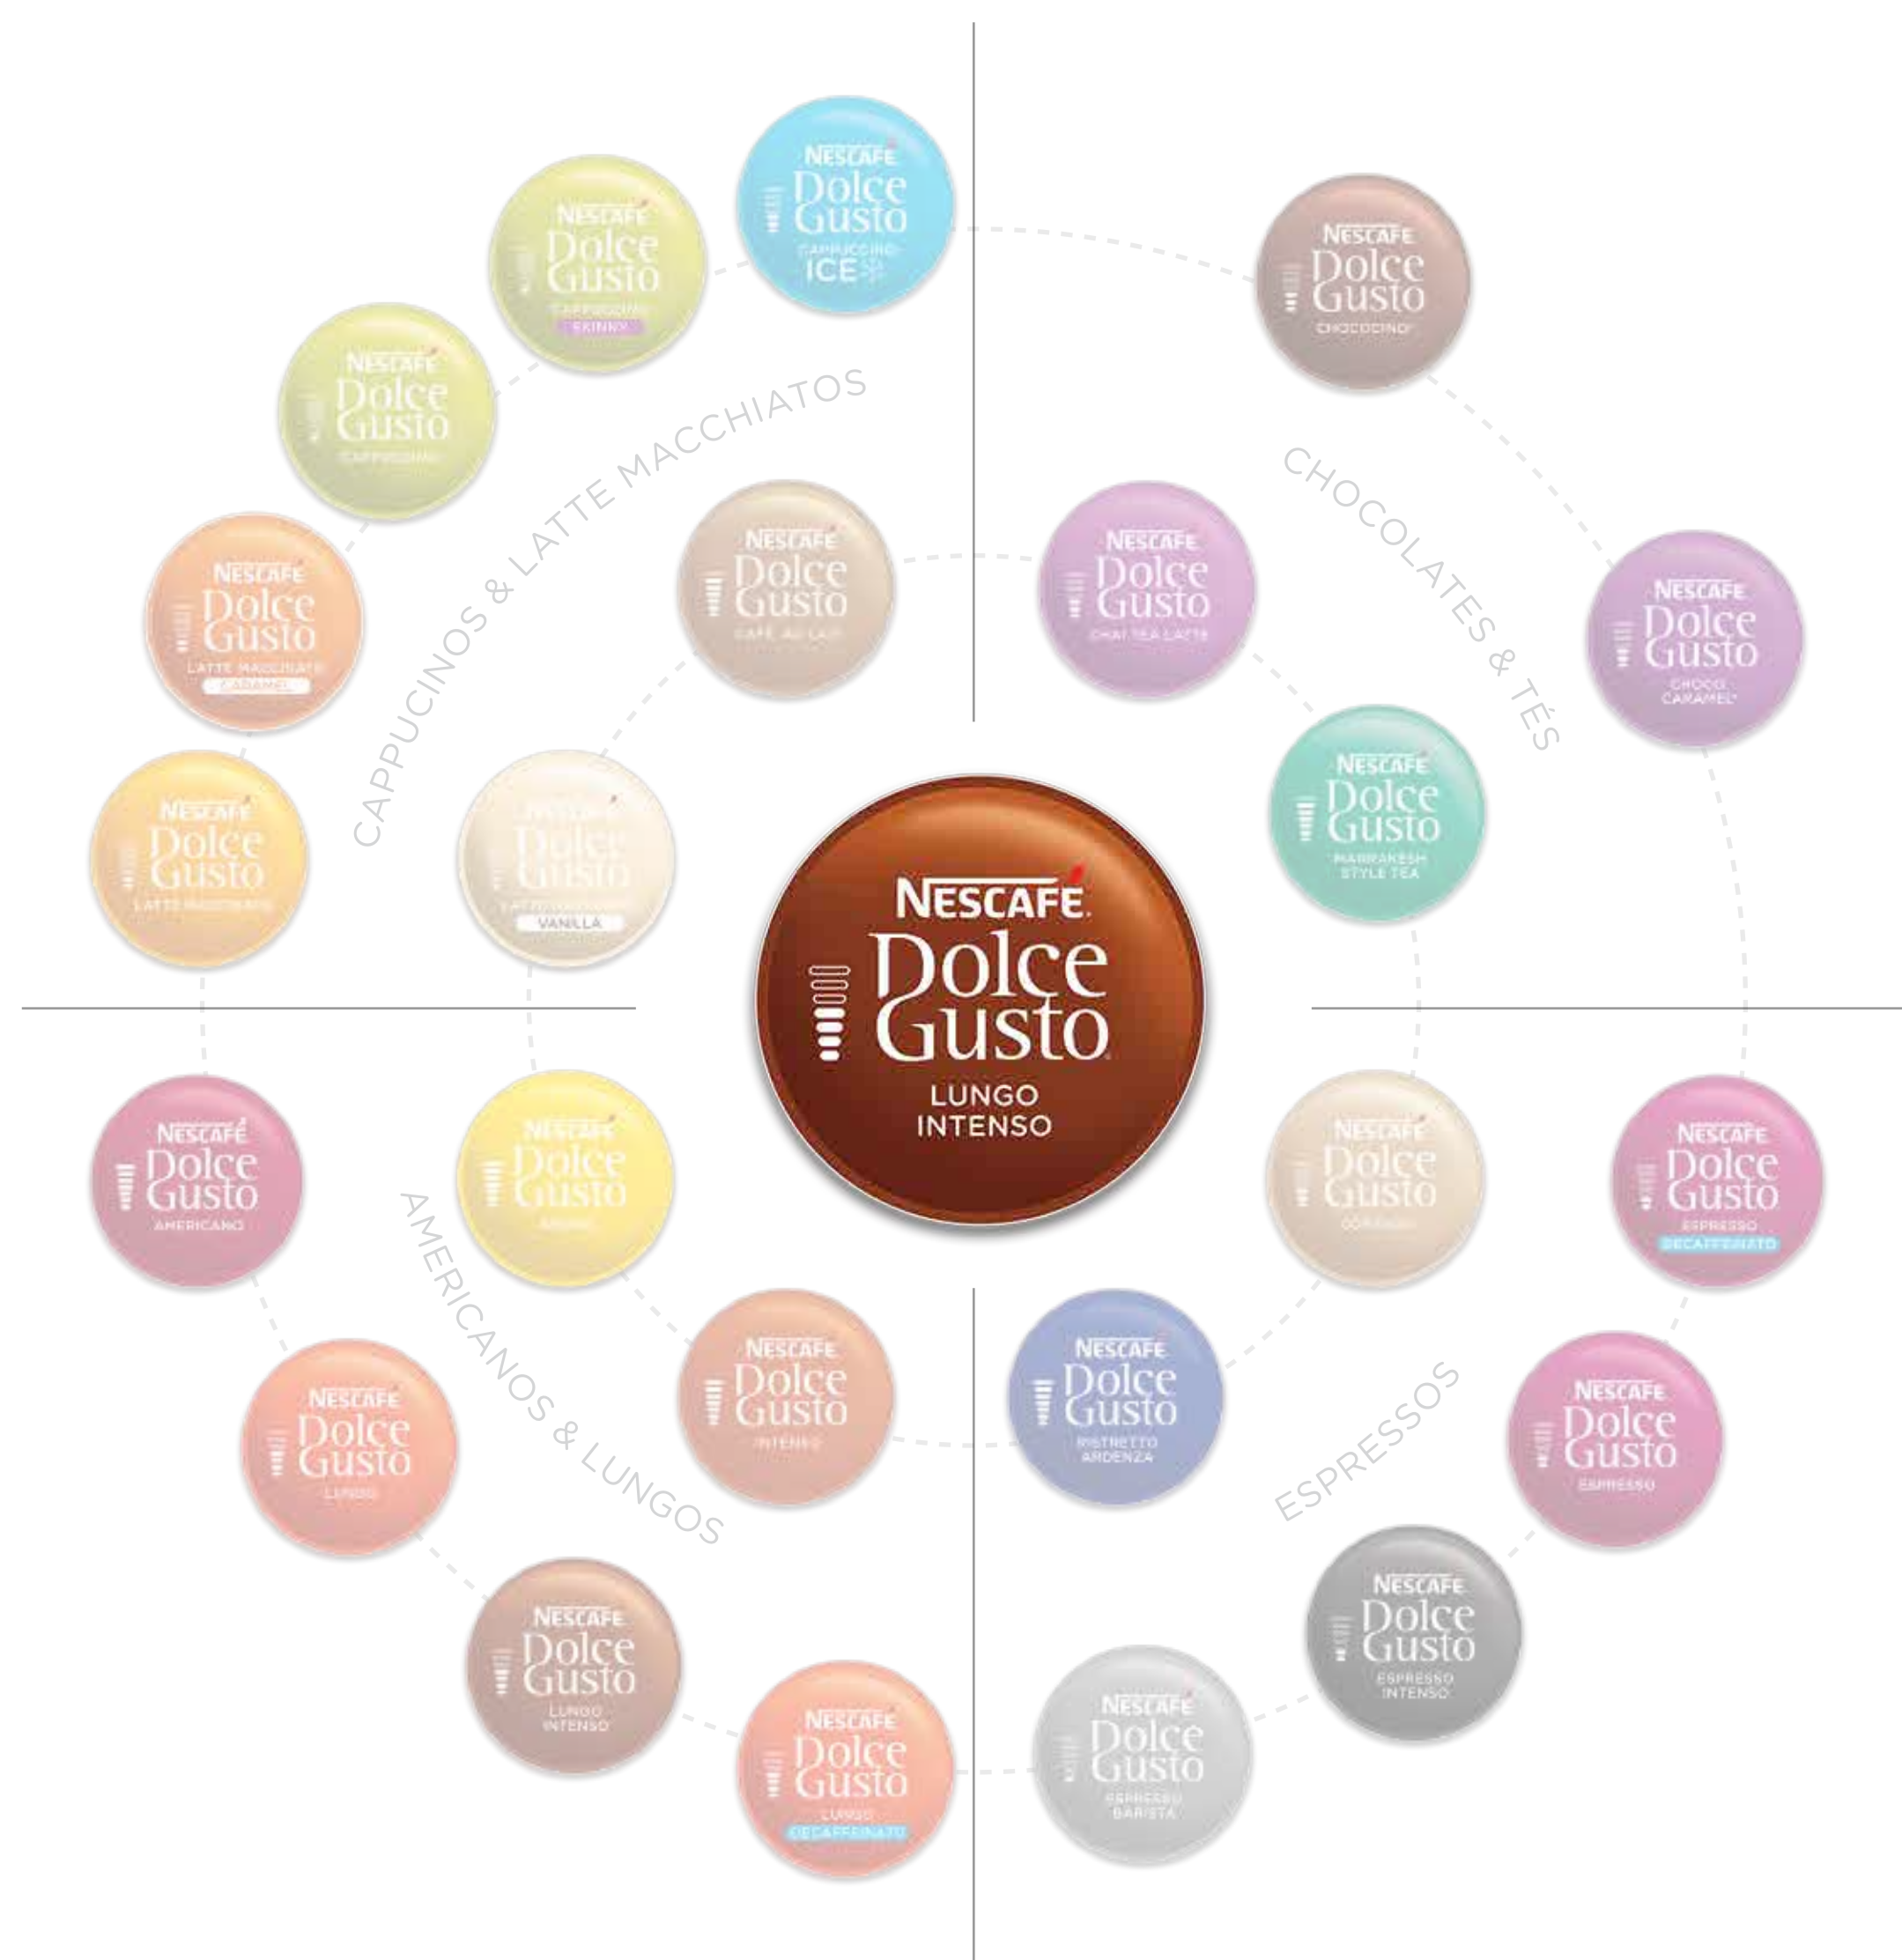 NESCAFÉ
Dolce
Gusto
CAPPUCCINO
ICE
NESCAFÉ
Dolce
Gusto
CAPPUCCINO
SKINNY
NESCAFÉ
Dolce
Gusto
CAPPUCCINO
NESCAFÉ
Dolce
Gusto
LATTE MACCHIATO
CARAMEL
NESCAFÉ
Dolce
Gusto
LATTE MACCHIATO
CAPPUCINOS & LATTE MACCHIATOS
NESCAFÉ
Dolce
Gusto
CAFÉ AU LAIT
NESCAFÉ
Dolce
Gusto
LATTE MACCHIATO
VANILLA
NESCAFÉ
Dolce
Gusto
CHOCOCINO
NESCAFÉ
Dolce
Gusto
CHOCO
CARAMEL
CHOCOLATES & TÉS
NESCAFÉ
Dolce
Gusto
CHAI TEA LATTE
NESCAFÉ
Dolce
Gusto
MARRAKESH
STYLE TEA
NESCAFÉ
Dolce
Gusto
LUNGO
INTENSO
NESCAFÉ
Dolce
Gusto
AMERICANO
NESCAFÉ
Dolce
Gusto
NESCAFÉ
Dolce
Gusto
INTENSO
AMERICANOS & LUNGOS
NESCAFÉ
Dolce
Gusto
LUNGO
NESCAFÉ
Dolce
Gusto
LUNGO
INTENSO
NESCAFÉ
Dolce
Gusto
LUNGO
DECAFFEINATO
NESCAFÉ
Dolce
Gusto
NESCAFÉ
Dolce
Gusto
ESPRESSO
DECAFFEINATO
NESCAFÉ
Dolce
Gusto
RISTRETTO
ARDENZA
ESPRESSOS
NESCAFÉ
Dolce
Gusto
ESPRESSO
NESCAFÉ
Dolce
Gusto
ESPRESSO
INTENSO
NESCAFÉ
Dolce
Gusto
ESPRESSO
BARISTA